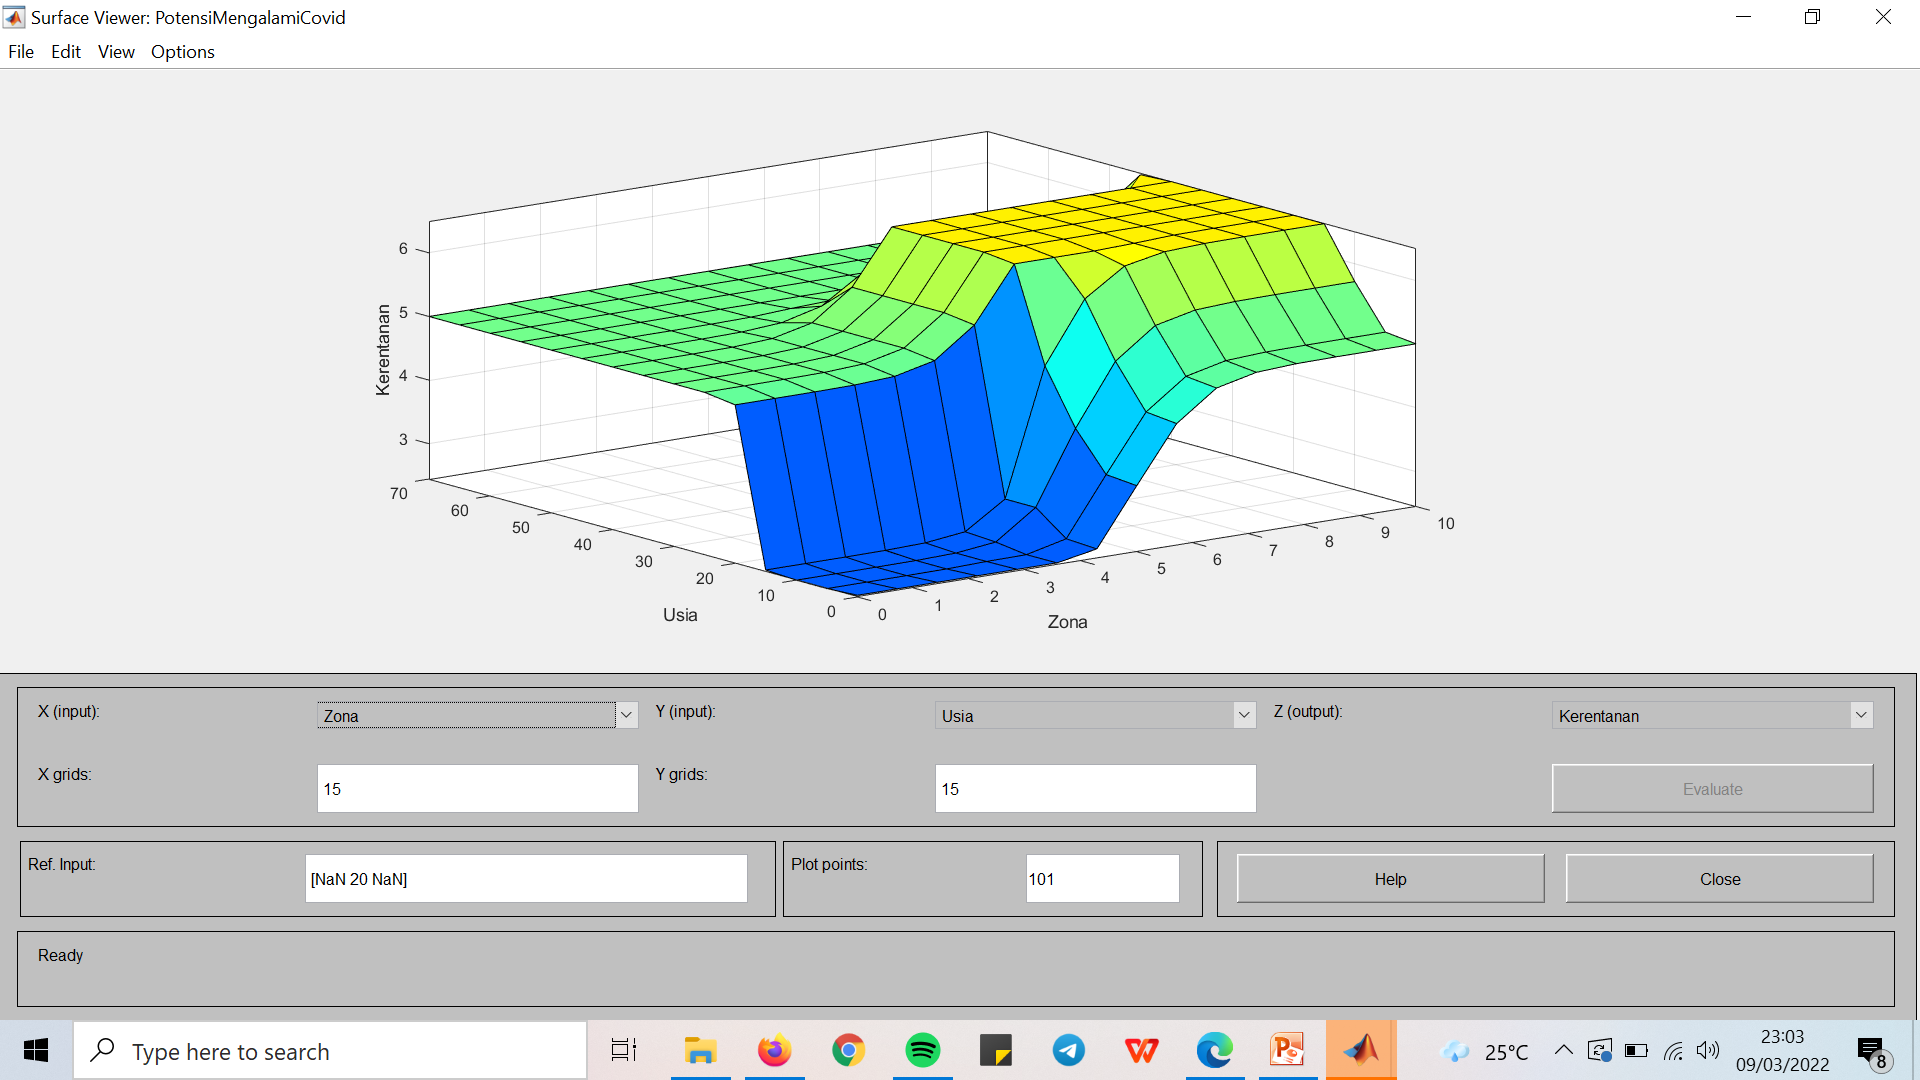 Surface Viewer: PotensiMengalamiCovid
File Edit View Options
6
5
4
3
Kerentanan
70
60
50
40
30
20
10
0
Usia
0
1
2
3
4
5
6
7
8
9
10
Zona
X (input):
Zona
Y (input):
Usia
Z (output):
Kerentanan
X grids:
15
Y grids:
15
Evaluate
Ref. Input:
[NaN 20 NaN]
Plot points:
101
Help
Close
Ready
Type here to search
25°C
23:03
09/03/2022
8